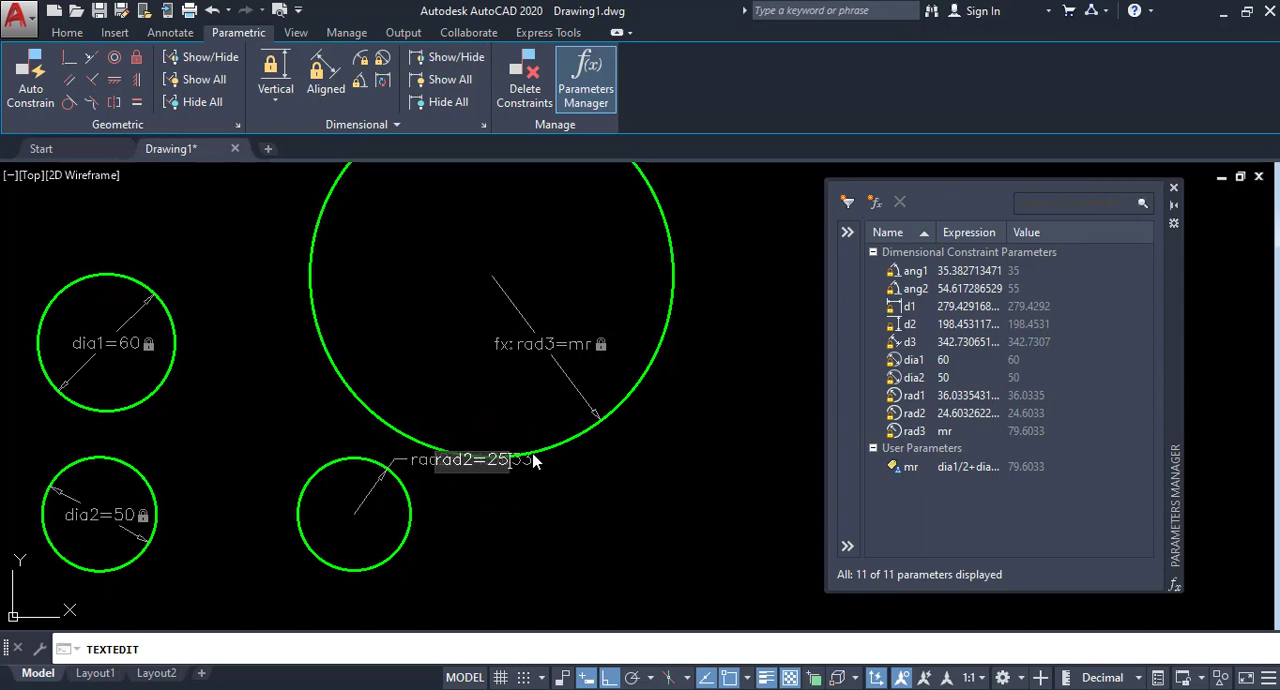 Autodesk AutoCAD 2020 Drawing1.dwg
Type a keyword or phrase
Sign In
Home Insert Annotate Parametric View Manage Output Collaborate Express Tools
Auto Constrain
Show/Hide
Show All
Hide All
Geometric
Vertical
Aligned
Show/Hide
Show All
Hide All
Dimensional
Delete Constraints
f(x)
Parameters Manager
Manage
Start
Drawing1*
[−][Top][2D Wireframe]
dia1=60
fx: rad3=mr
rad2=25
dia2=50
Y
X
Name Expression Value
Dimensional Constraint Parameters
ang1 35.382713471 35
ang2 54.617286529 55
d1 279.429168... 279.4292
d2 198.453117... 198.4531
d3 342.730651... 342.7307
dia1 60 60
dia2 50 50
rad1 36.0335431... 36.0335
rad2 24.6032622... 24.6033
rad3 mr 79.6033
User Parameters
mr dia1/2+dia... 79.6033
All: 11 of 11 parameters displayed
PARAMETERS MANAGER
TEXTEDIT
Model Layout1 Layout2
MODEL
1:1
Decimal